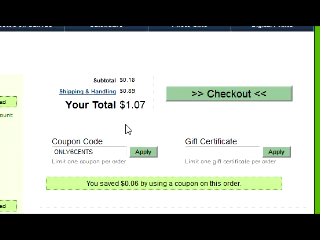 Subtotal $0.18
Shipping & Handling $0.89
Your Total $1.07
>> Checkout <<
Coupon Code
Gift Certificate
ONLY6CENTS Apply
Apply
Limit one coupon per order.
Limit one gift certificate per order.
You saved $0.06 by using a coupon on this order.